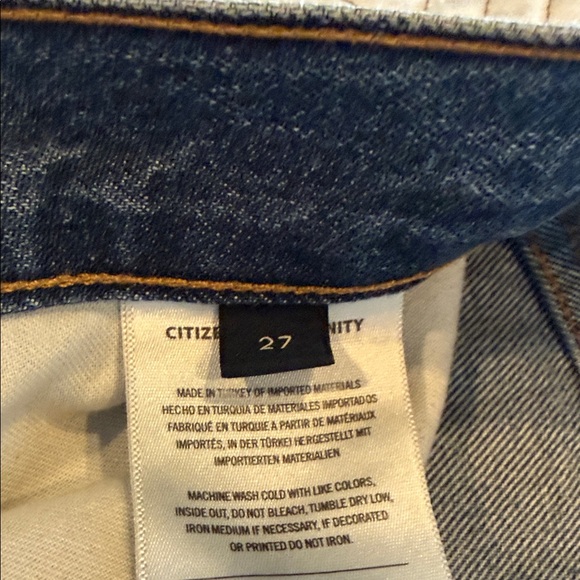 CITIZE NITY
27
MADE IN TURKEY OF IMPORTED MATERIALS
HECHO EN TURQUIA DE MATERIALES IMPORTADOS
FABRIQUÉ EN TURQUIE A PARTIR DE MATÉRIAUX
IMPORTÉS, IN DER TÜRKEI HERGESTELLT MIT
IMPORTIERTEN MATERIALIEN
MACHINE WASH COLD WITH LIKE COLORS,
INSIDE OUT, DO NOT BLEACH, TUMBLE DRY LOW,
IRON MEDIUM IF NECESSARY, IF DECORATED
OR PRINTED DO NOT IRON.